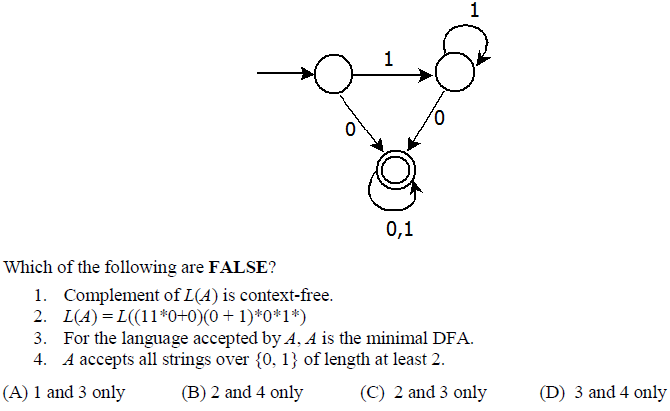 1
1
0
0
0,1
Which of the following are FALSE?
1. Complement of L(A) is context-free.
2. L(A) = L((11*0+0)(0 + 1)*0*1*)
3. For the language accepted by A, A is the minimal DFA.
4. A accepts all strings over {0, 1} of length at least 2.
(A) 1 and 3 only (B) 2 and 4 only (C) 2 and 3 only (D) 3 and 4 only